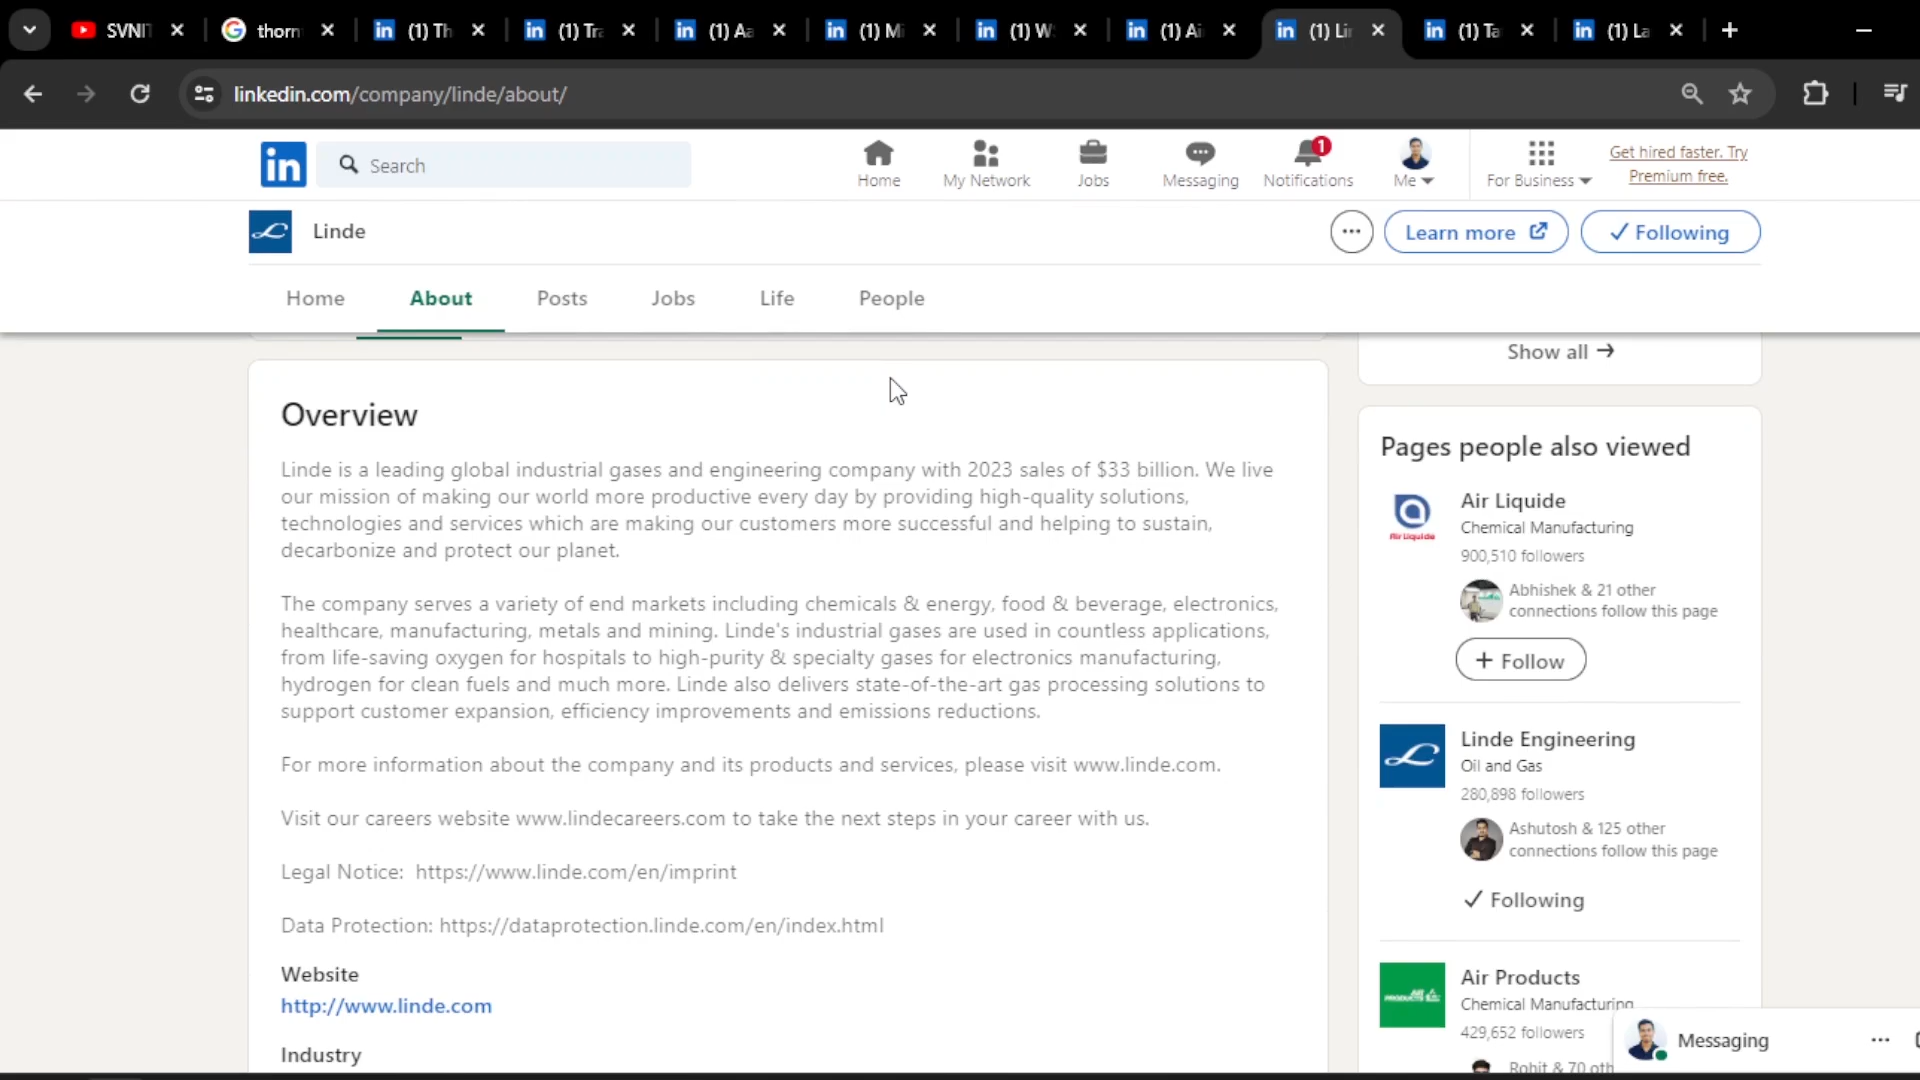 SVNI
thorn
(1) Th
(1) Tra
(1) Aa
(1) Mi
(1) W
(1) Ai
(1) Lin
(1) Ta
(1) La
linkedin.com/company/linde/about/
in
Search
Home
My Network
Jobs
Messaging
1
Notifications
Me
For Business
Get hired faster. Try
Premium free.
Linde
Learn more
Following
Home
About
Posts
Jobs
Life
People
Show all →
Overview
Linde is a leading global industrial gases and engineering company with 2023 sales of $33 billion. We live
our mission of making our world more productive every day by providing high-quality solutions,
technologies and services which are making our customers more successful and helping to sustain,
decarbonize and protect our planet.
The company serves a variety of end markets including chemicals & energy, food & beverage, electronics,
healthcare, manufacturing, metals and mining. Linde's industrial gases are used in countless applications,
from life-saving oxygen for hospitals to high-purity & specialty gases for electronics manufacturing,
hydrogen for clean fuels and much more. Linde also delivers state-of-the-art gas processing solutions to
support customer expansion, efficiency improvements and emissions reductions.
For more information about the company and its products and services, please visit www.linde.com.
Visit our careers website www.lindecareers.com to take the next steps in your career with us.
Legal Notice: https://www.linde.com/en/imprint
Data Protection: https://dataprotection.linde.com/en/index.html
Website
http://www.linde.com
Industry
Pages people also viewed
Air Liquide
Air Liquide
Chemical Manufacturing
900,510 followers
Abhishek & 21 other
connections follow this page
+ Follow
Linde Engineering
Oil and Gas
280,898 followers
Ashutosh & 125 other
connections follow this page
Following
AIR PRODUCTS
Air Products
Chemical Manufacturing
429,652 followers
Rohit & 70 oth
Messaging